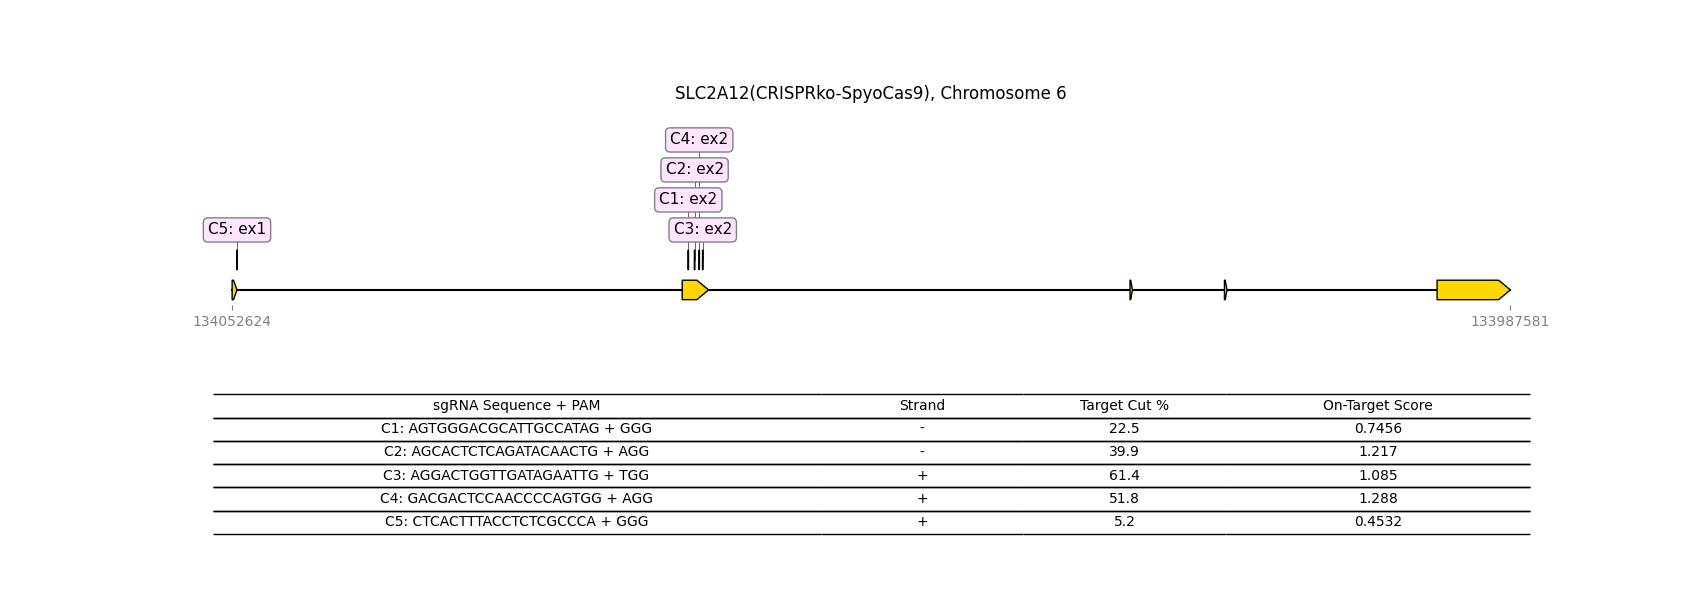 SLC2A12(CRISPRko-SpyoCas9), Chromosome 6
C4: ex2
C2: ex2
C1: ex2
C5: ex1
C3: ex2
134052624
133987581
sgRNA Sequence + PAM Strand Target Cut % On-Target Score
C1: AGTGGGACGCATTGCCATAG + GGG - 22.5 0.7456
C2: AGCACTCTCAGATACAACTG + AGG - 39.9 1.217
C3: AGGACTGGTTGATAGAATTG + TGG + 61.4 1.085
C4: GACGACTCCAACCCCAGTGG + AGG + 51.8 1.288
C5: CTCACTTTACCTCTCGCCCA + GGG + 5.2 0.4532